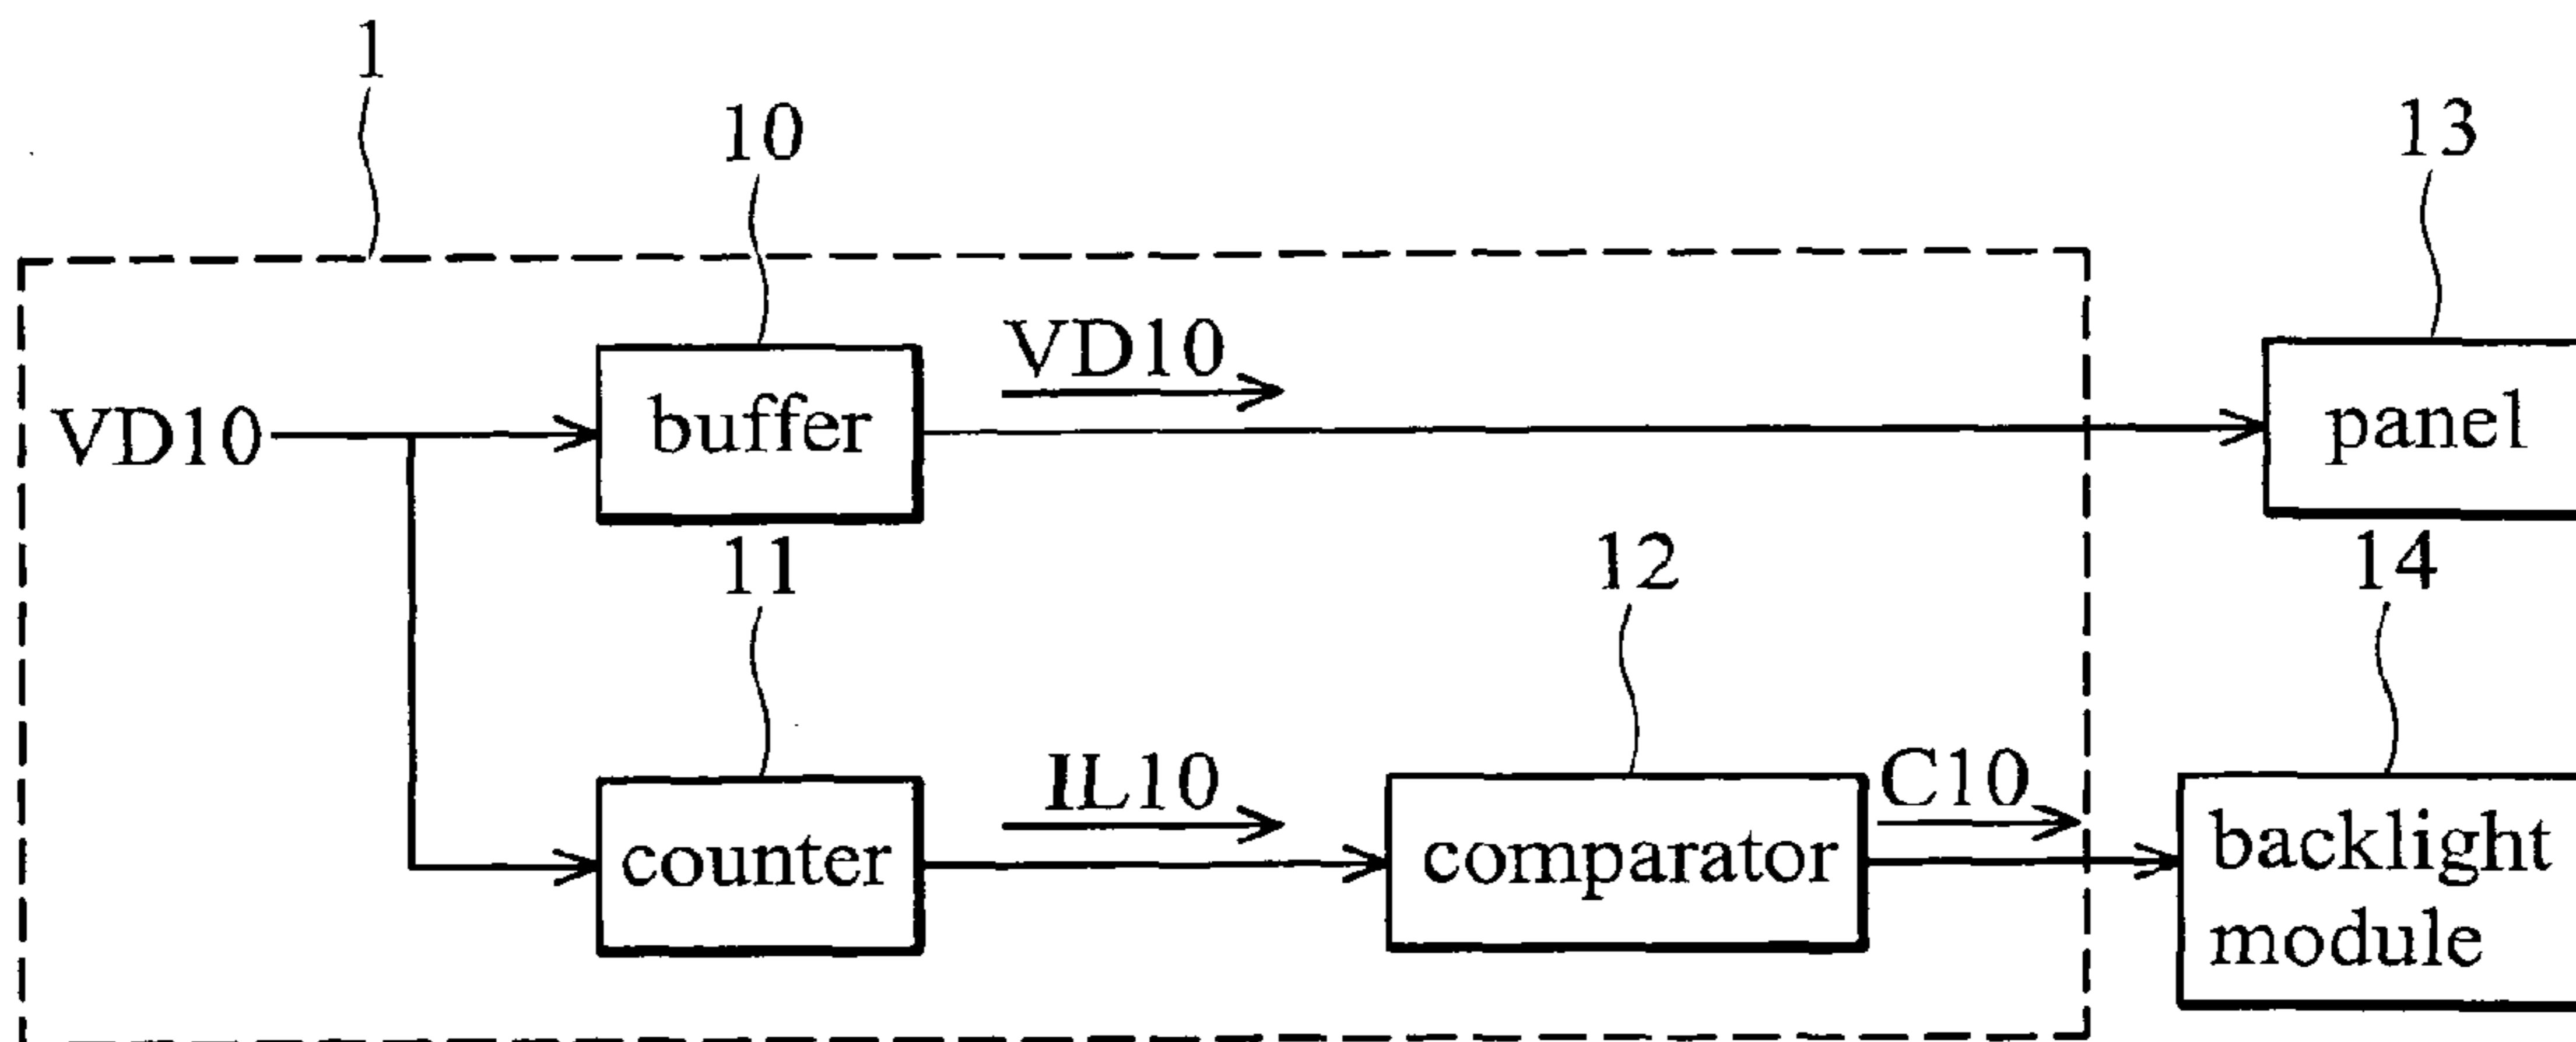 1
10
13
VD10
VD10
buffer
panel
11
12
14
IL10
C10
counter
comparator
backlight
module